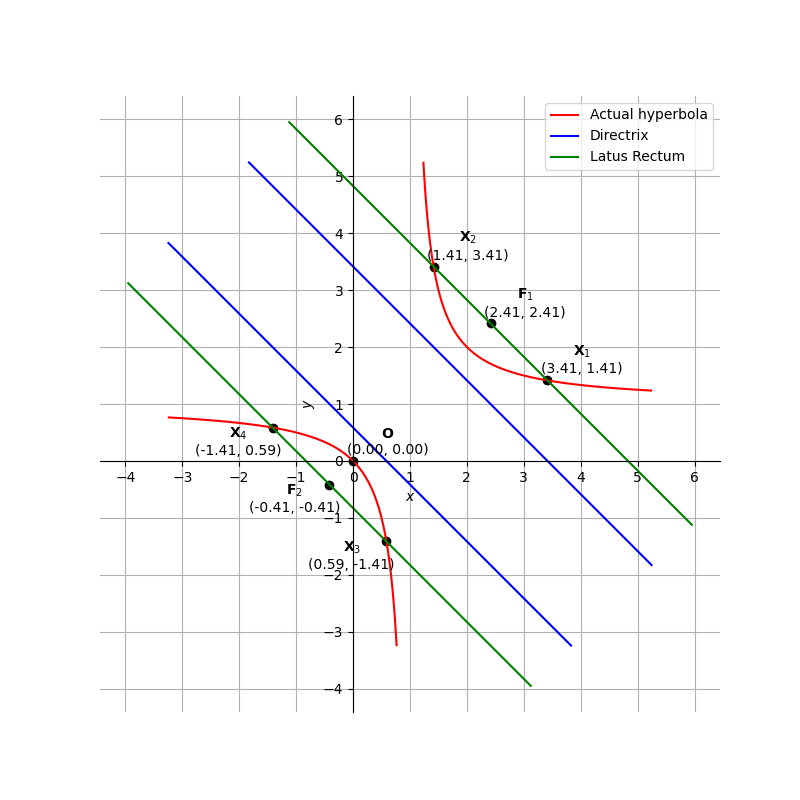 Actual hyperbola
Directrix
Latus Rectum
6
5
4
3
2
1
0
−1
−2
−3
−4
−4 −3 −2 −1 0 1 2 3 4 5 6
y
x
X₂
(1.41, 3.41)
F₁
(2.41, 2.41)
X₁
(3.41, 1.41)
O
(0.00, 0.00)
X₄
(-1.41, 0.59)
F₂
(-0.41, -0.41)
X₃
(0.59, -1.41)